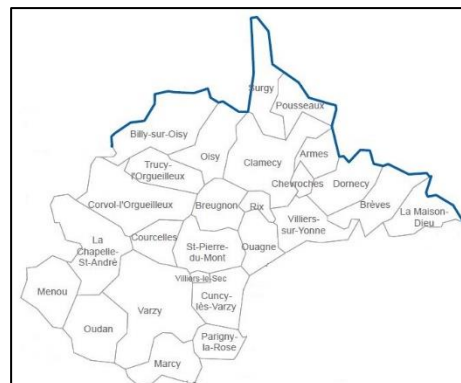 Surgy
Pousseaux
Billy-sur-Oisy
Oisy
Clamecy
Armes
Trucy-
l'Orgueilleux
Chevroches
Dornecy
Corvol-l'Orgueilleux
Breugnon
Rix
Brèves
La Maison-
Dieu
Villiers-
sur-Yonne
La
Chapelle-
St-André
Courcelles
St-Pierre-
du-Mont
Ouagne
Villiers-le-Sec
Menou
Cuncy-
lès-Varzy
Varzy
Oudan
Parigny-
la-Rose
Marcy